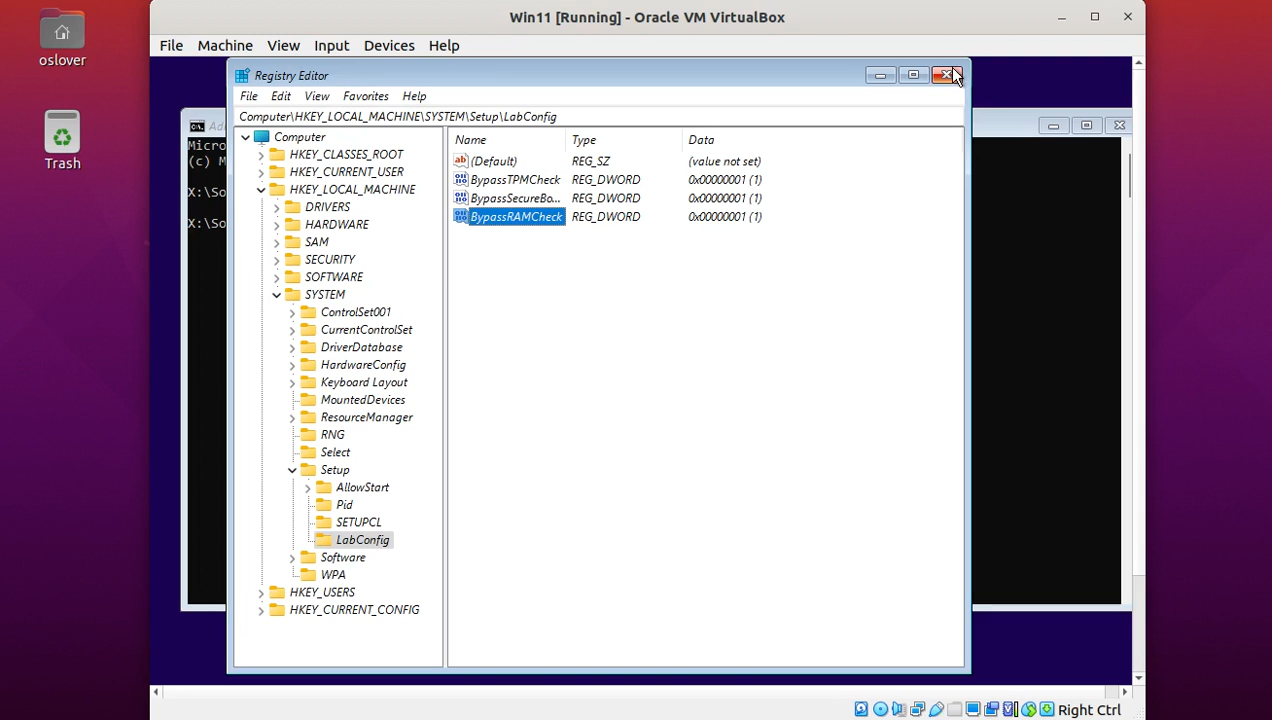 oslover
Trash
Win11 [Running] - Oracle VM VirtualBox
File Machine View Input Devices Help
Registry Editor
File Edit View Favorites Help
Computer\HKEY_LOCAL_MACHINE\SYSTEM\Setup\LabConfig
Computer
HKEY_CLASSES_ROOT
HKEY_CURRENT_USER
HKEY_LOCAL_MACHINE
DRIVERS
HARDWARE
SAM
SECURITY
SOFTWARE
SYSTEM
ControlSet001
CurrentControlSet
DriverDatabase
HardwareConfig
Keyboard Layout
MountedDevices
ResourceManager
RNG
Select
Setup
AllowStart
Pid
SETUPCL
LabConfig
Software
WPA
HKEY_USERS
HKEY_CURRENT_CONFIG
Name Type Data
ab (Default) REG_SZ (value not set)
BypassTPMCheck REG_DWORD 0x00000001 (1)
BypassSecureBo... REG_DWORD 0x00000001 (1)
BypassRAMCheck REG_DWORD 0x00000001 (1)
Micro
(c) M
X:\So
X:\So
Right Ctrl